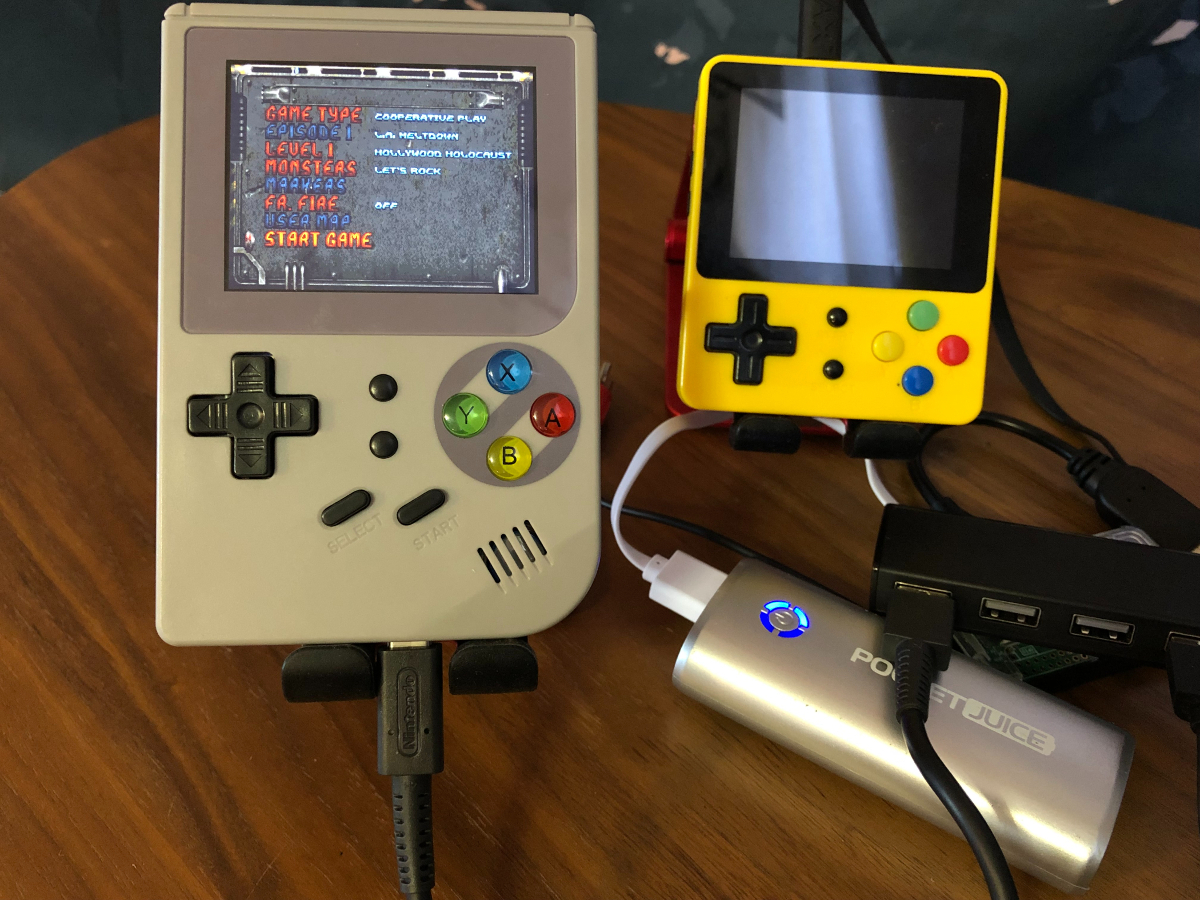 GAME TYPE COOPERATIVE PLAY
EPISODE 1 L.A. MELTDOWN
LEVEL 1 HOLLYWOOD HOLOCAUST
MONSTERS LET'S ROCK
MARKERS
FR. FIRE OFF
USER MAP
START GAME
X
Y
A
B
SELECT
START
Nintendo
JUICE